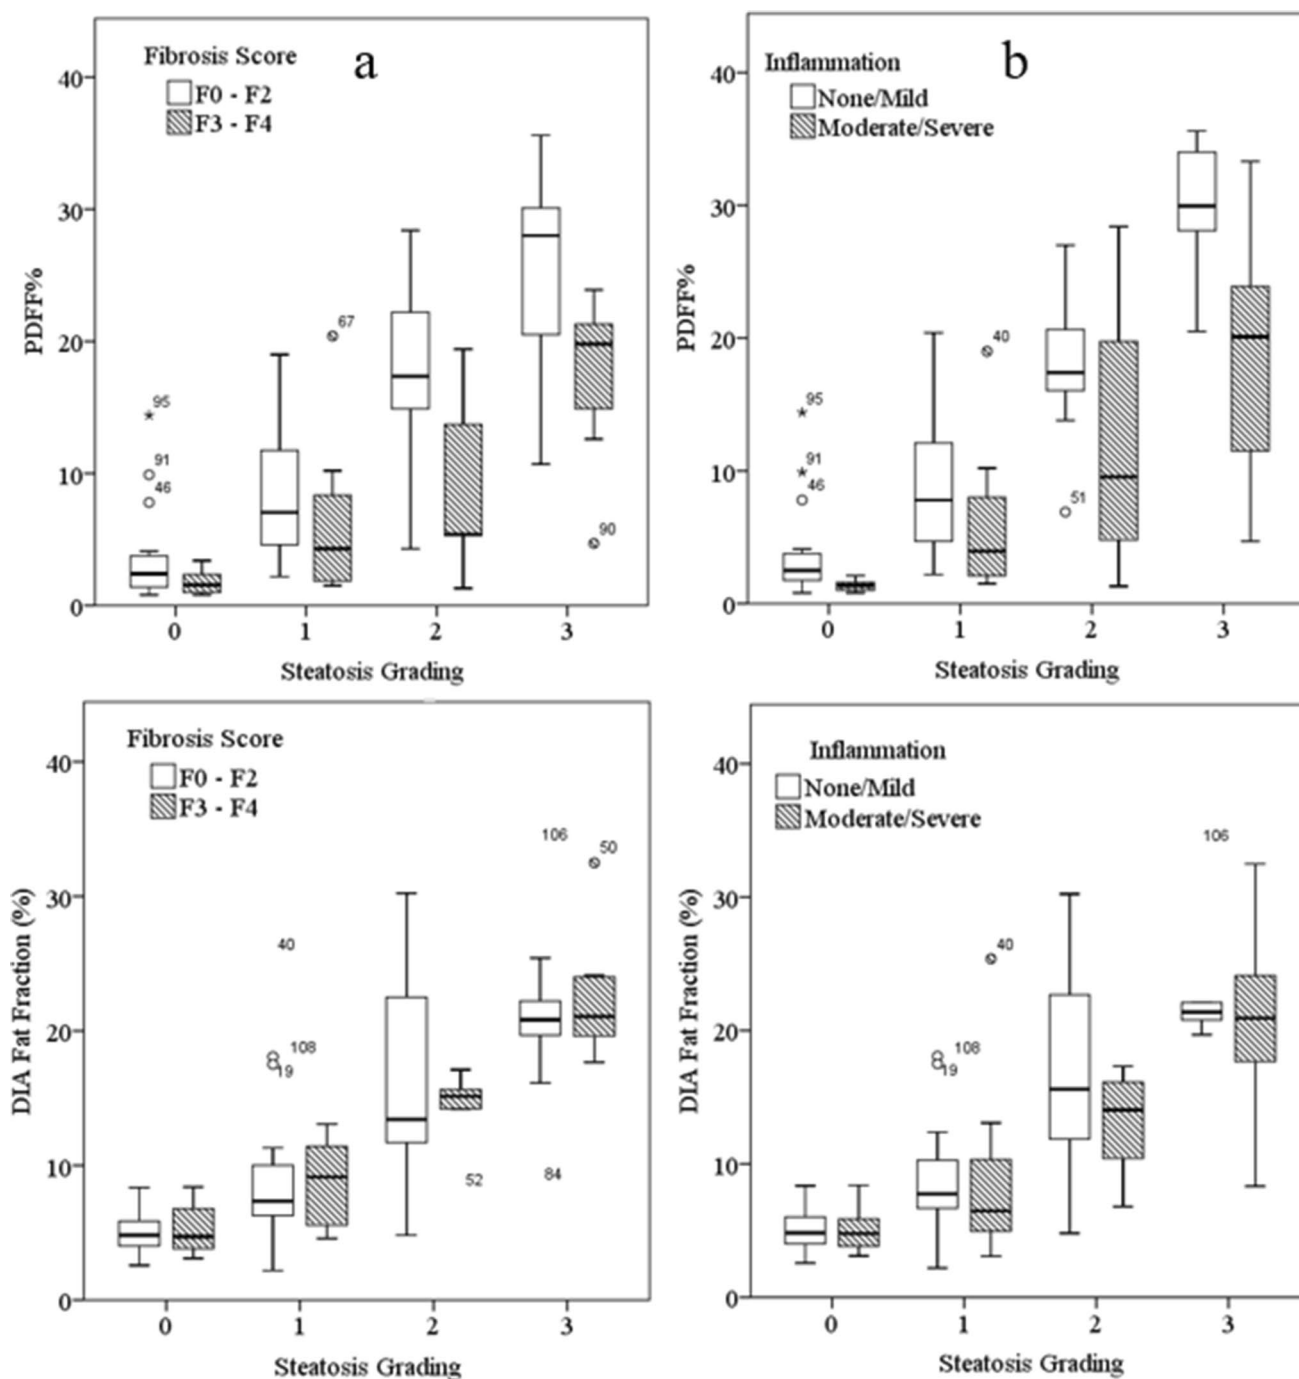 Fibrosis Score
F0 - F2
F3 - F4
a
40
30
20
10
0
PDFF%
95
91
46
67
90
0 1 2 3
Steatosis Grading
Inflammation
None/Mild
Moderate/Severe
b
40
30
20
10
0
PDFF%
95
91
46
40
51
0 1 2 3
Steatosis Grading
Fibrosis Score
F0 - F2
F3 - F4
40
30
20
10
0
DIA Fat Fraction (%)
106
50
40
108
19
52
84
0 1 2 3
Steatosis Grading
Inflammation
None/Mild
Moderate/Severe
40
30
20
10
0
DIA Fat Fraction (%)
106
40
108
19
0 1 2 3
Steatosis Grading